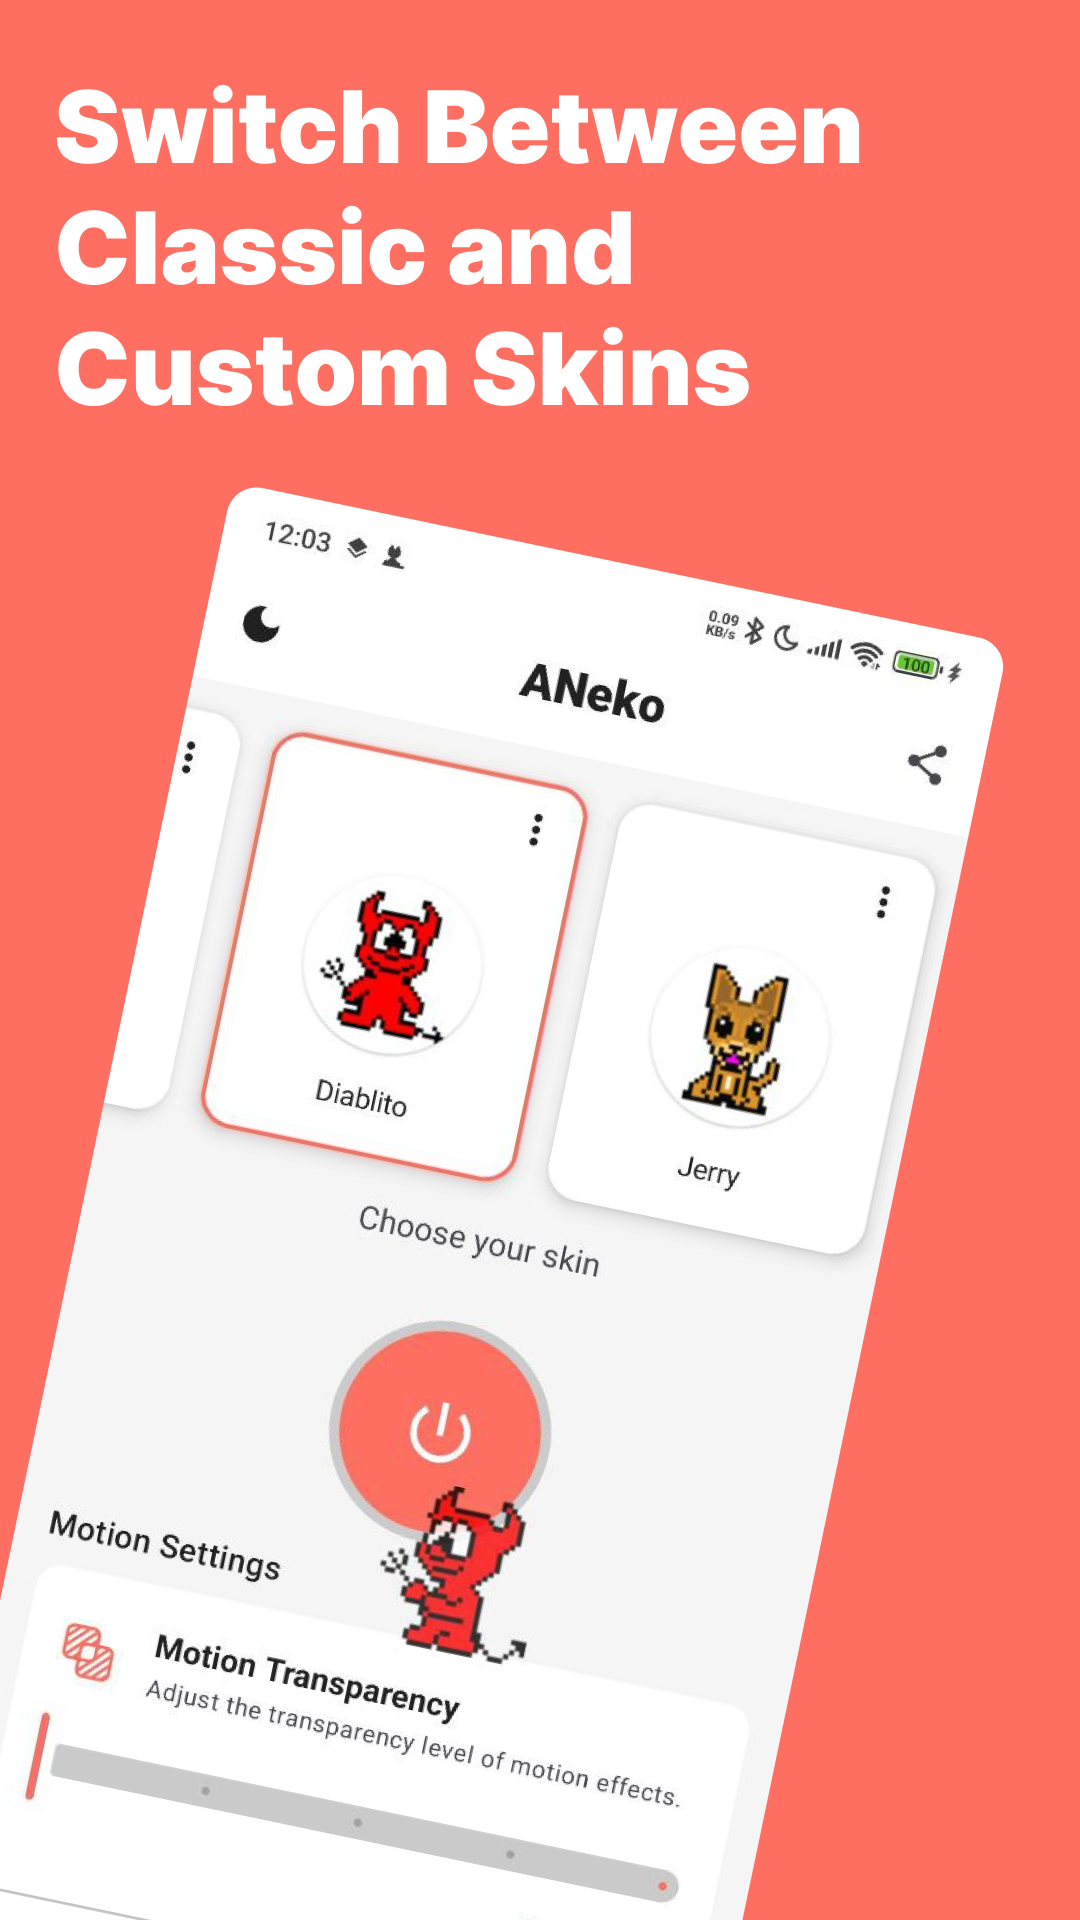 Switch Between
Classic and
Custom Skins
12:03
0.09
KB/s
100
ANeko
Diablito
Jerry
Choose your skin
Motion Settings
Motion Transparency
Adjust the transparency level of motion effects.